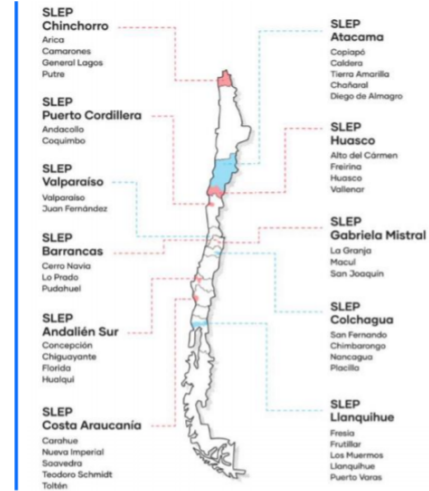 SLEP
Chinchorro
Arica
Camarones
General Lagos
Putre
SLEP
Puerto Cordillera
Andacollo
Coquimbo
SLEP
Valparaíso
Valparaíso
Juan Fernández
SLEP
Barrancas
Cerro Navia
Lo Prado
Pudahuel
SLEP
Andalién Sur
Concepción
Chiguayante
Florida
Hualqui
SLEP
Costa Araucanía
Carahue
Nueva Imperial
Saavedra
Teodoro Schmidt
Toltén
SLEP
Atacama
Copiapó
Caldera
Tierra Amarilla
Chañaral
Diego de Almagro
SLEP
Huasco
Alto del Cármen
Freirina
Huasco
Vallenar
SLEP
Gabriela Mistral
La Granja
Macul
San Joaquín
SLEP
Colchagua
San Fernando
Chimbarongo
Nancagua
Placilla
SLEP
Llanquihue
Fresia
Frutillar
Los Muermos
Llanquihue
Puerto Varas